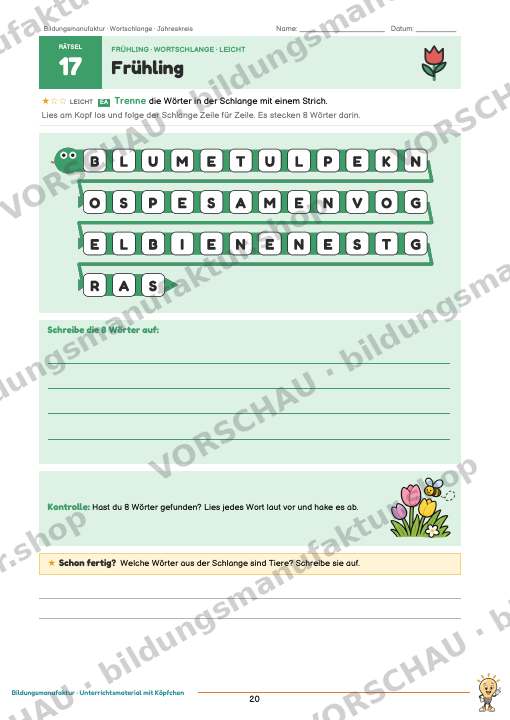 Bildungsmanufaktur · Wortschlange · Jahreskreis Name: Datum:
RÄTSEL
17
FRÜHLING · WORTSCHLANGE · LEICHT
Frühling
★☆☆ LEICHT EA Trenne die Wörter in der Schlange mit einem Strich.
Lies am Kopf los und folge der Schlange Zeile für Zeile. Es stecken 8 Wörter darin.
B L U M E T U L P E K N
O S P E S A M E N V O G
E L B I E N E N E S T G
R A S
Schreibe die 8 Wörter auf:
Kontrolle: Hast du 8 Wörter gefunden? Lies jedes Wort laut vor und hake es ab.
★ Schon fertig? Welche Wörter aus der Schlange sind Tiere? Schreibe sie auf.
Bildungsmanufaktur · Unterrichtsmaterial mit Köpfchen
20
VORSCHAU · bildungsmanufaktur.shop